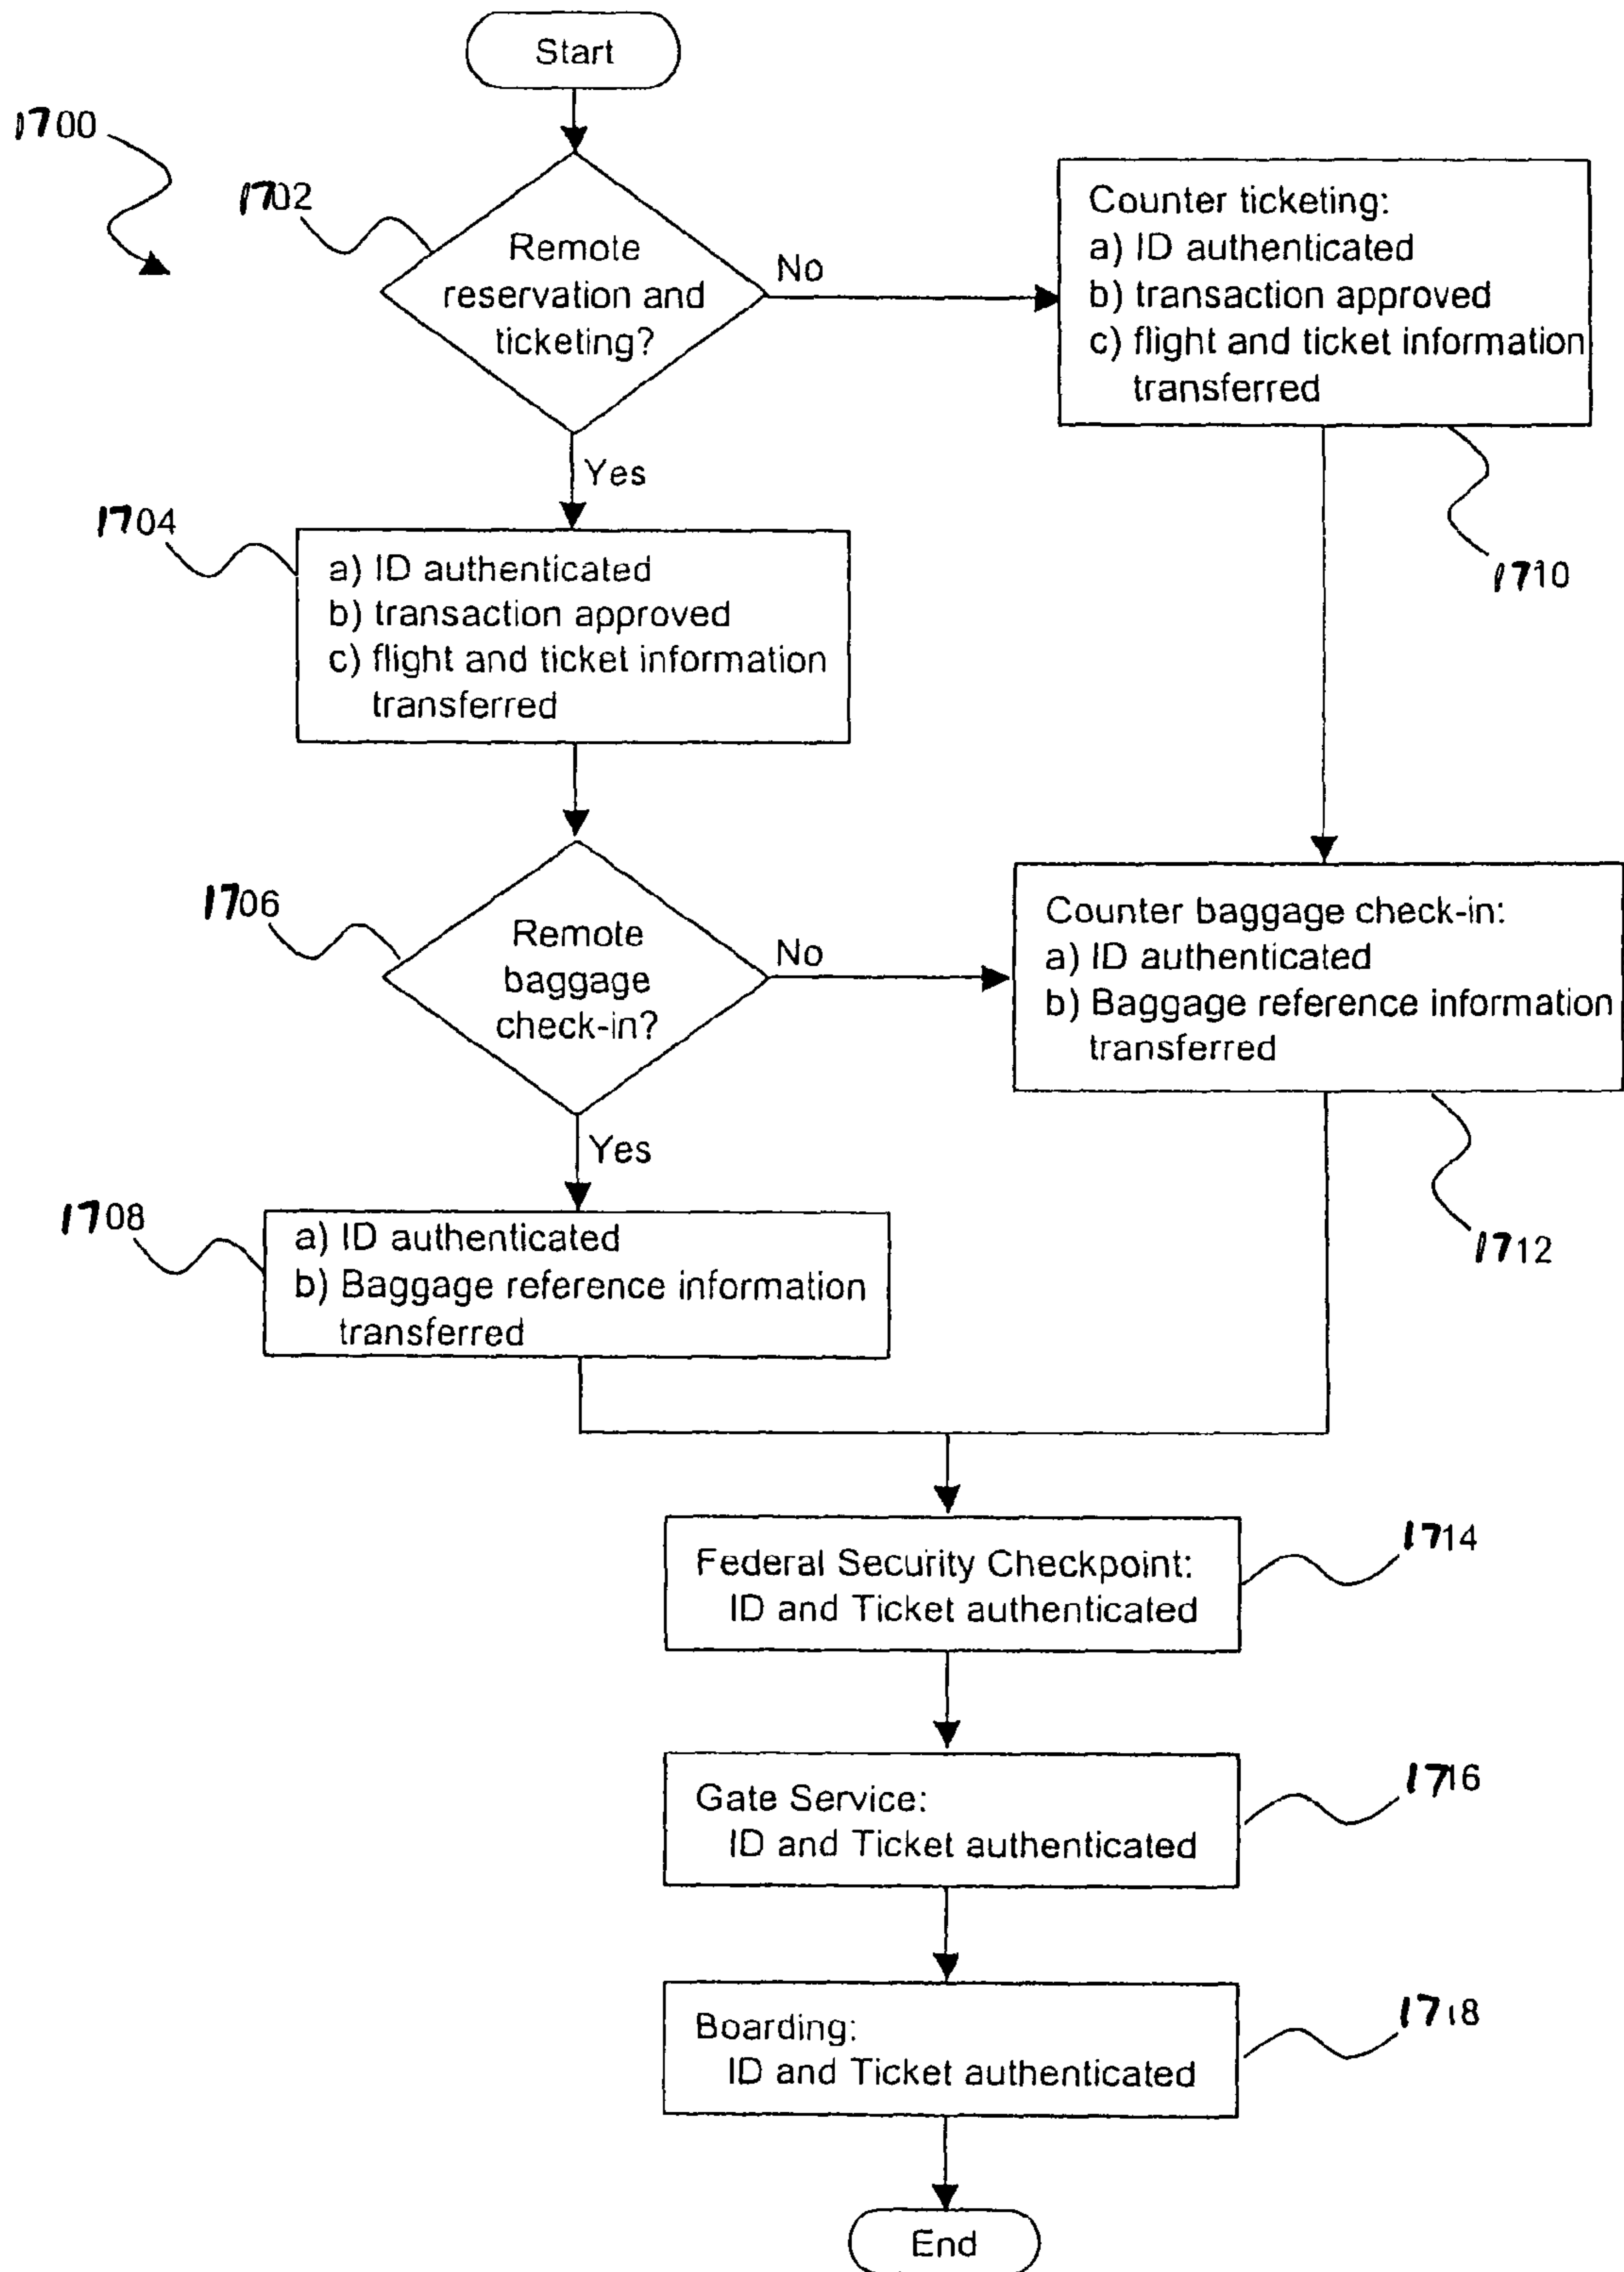 Start
1700
1702
Remote
reservation and
ticketing?
No
Counter ticketing:
a) ID authenticated
b) transaction approved
c) flight and ticket information
transferred
Yes
1704
a) ID authenticated
b) transaction approved
c) flight and ticket information
transferred
1710
1706
Remote
baggage
check-in?
No
Counter baggage check-in:
a) ID authenticated
b) Baggage reference information
transferred
Yes
1708
a) ID authenticated
b) Baggage reference information
transferred
1712
Federal Security Checkpoint:
ID and Ticket authenticated
1714
Gate Service:
ID and Ticket authenticated
1716
Boarding:
ID and Ticket authenticated
1718
End